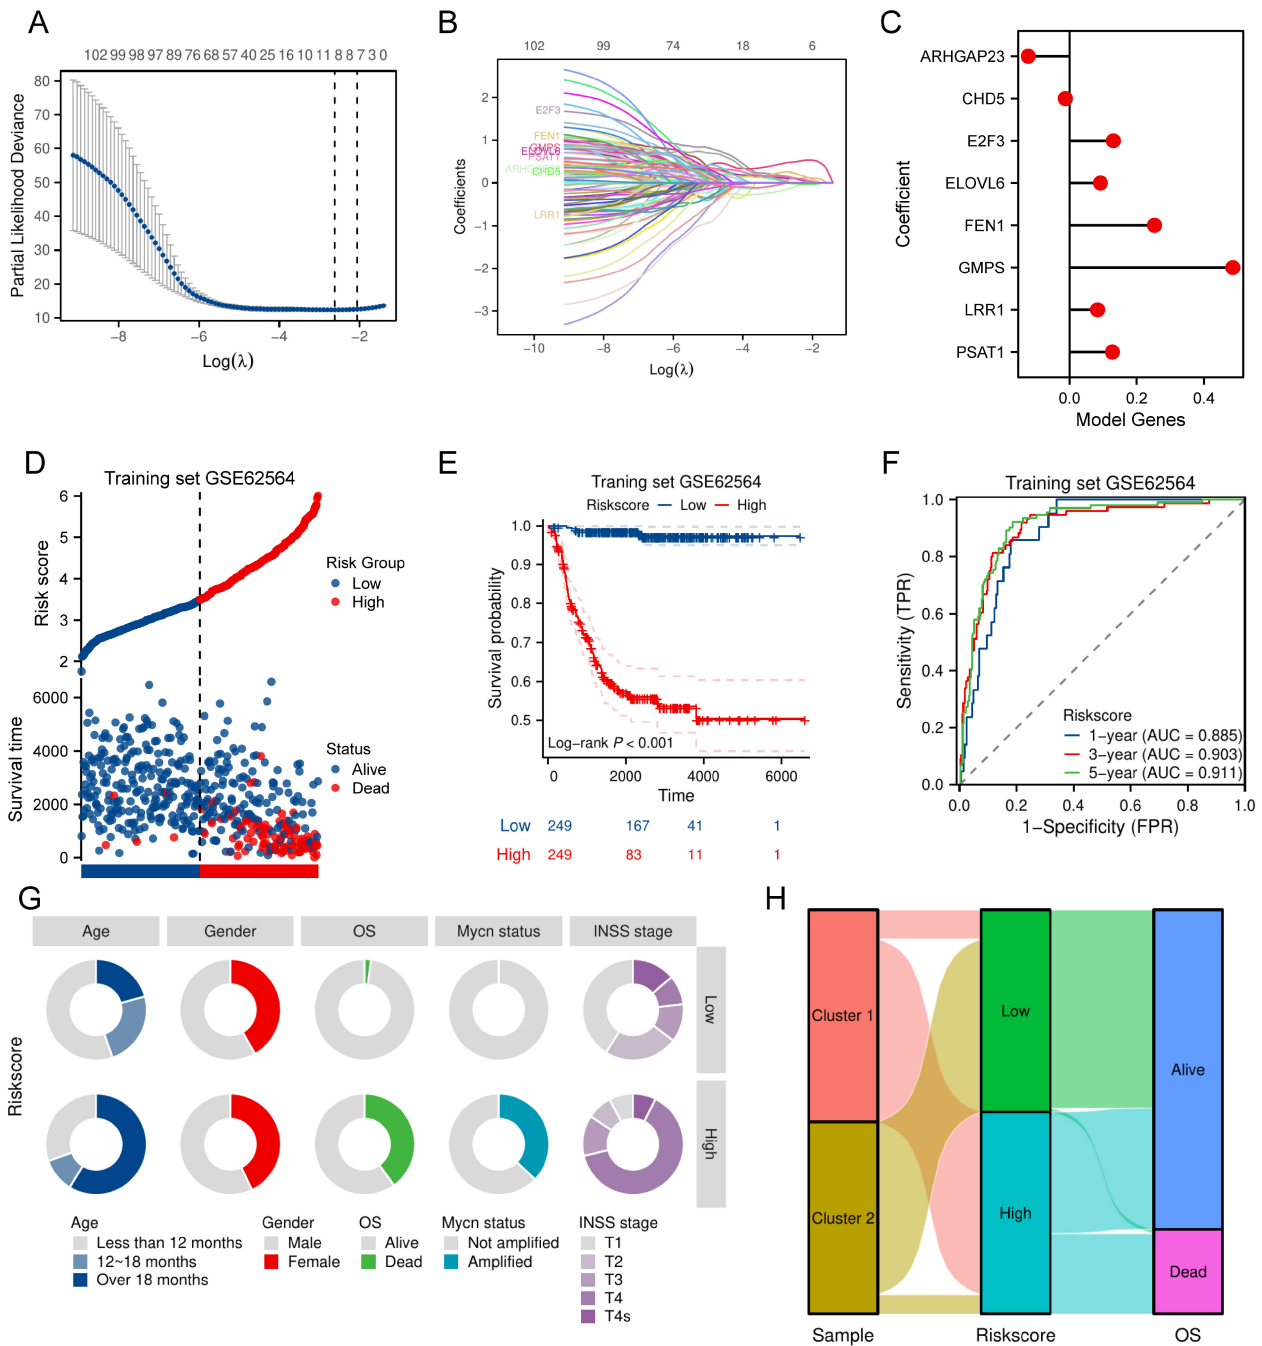 A
102 99 98 97 89 76 68 57 40 25 16 10 11 8 8 7 3 0
Partial Likelihood Deviance
80
70
60
50
40
30
20
10
−8 −6 −4 −2
Log(λ)
B
102 99 74 18 6
Coefficients
2
1
0
−1
−2
−3
E2F3
FEN1
GMPS
ELOVL6
PSAT1
CHD5
LRR1
−10 −8 −6 −4 −2
Log(λ)
C
Coefficient
ARHGAP23
CHD5
E2F3
ELOVL6
FEN1
GMPS
LRR1
PSAT1
0.0 0.2 0.4
Model Genes
D
Training set GSE62564
Risk score
6
5
4
3
2
Risk Group
Low
High
Survival time
6000
4000
2000
0
Status
Alive
Dead
E
Traning set GSE62564
Riskscore Low High
Survival probability
1.0
0.9
0.8
0.7
0.6
0.5
Log−rank P < 0.001
0 2000 4000 6000
Time
Low 249 167 41 1
High 249 83 11 1
F
Training set GSE62564
Sensitivity (TPR)
1.0
0.8
0.6
0.4
0.2
0.0
Riskscore
1−year (AUC = 0.885)
3−year (AUC = 0.903)
5−year (AUC = 0.911)
0.0 0.2 0.4 0.6 0.8 1.0
1−Specificity (FPR)
G
Age Gender OS Mycn status INSS stage
Riskscore
Low
High
Age
Less than 12 months
12~18 months
Over 18 months
Gender
Male
Female
OS
Alive
Dead
Mycn status
Not amplified
Amplified
INSS stage
T1
T2
T3
T4
T4s
H
Cluster 1
Cluster 2
Low
High
Alive
Dead
Sample Riskscore OS